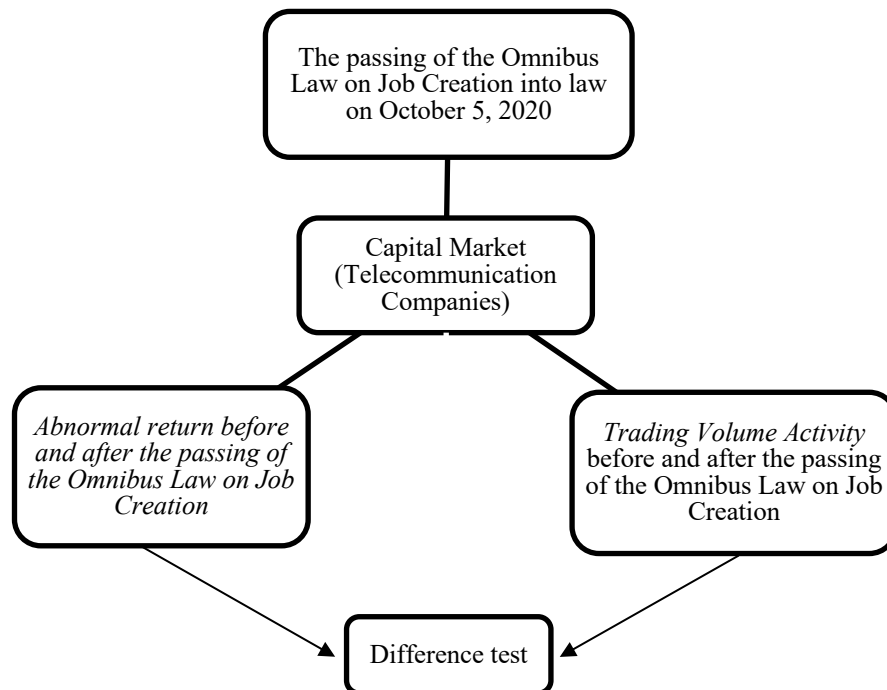 The passing of the Omnibus
Law on Job Creation into law
on October 5, 2020
Capital Market
(Telecommunication
Companies)
Abnormal return before
and after the passing of
the Omnibus Law on Job
Creation
Trading Volume Activity
before and after the passing
of the Omnibus Law on Job
Creation
Difference test